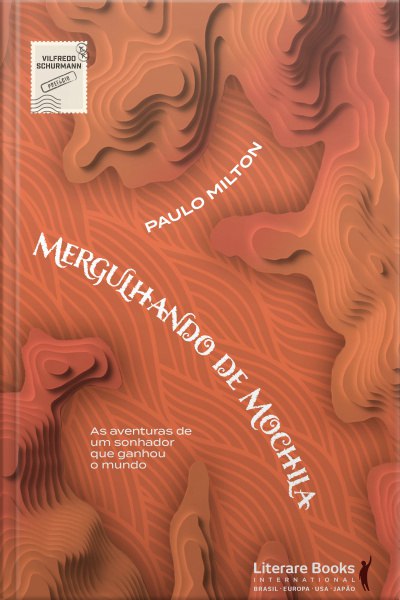 VILFREDO
SCHURMANN
PREFÁCIO
PAULO MILTON
MERGULHANDO DE MOCHILA
As aventuras de
um sonhador
que ganhou
o mundo
Literare Books
INTERNATIONAL
BRASIL · EUROPA · USA · JAPÃO